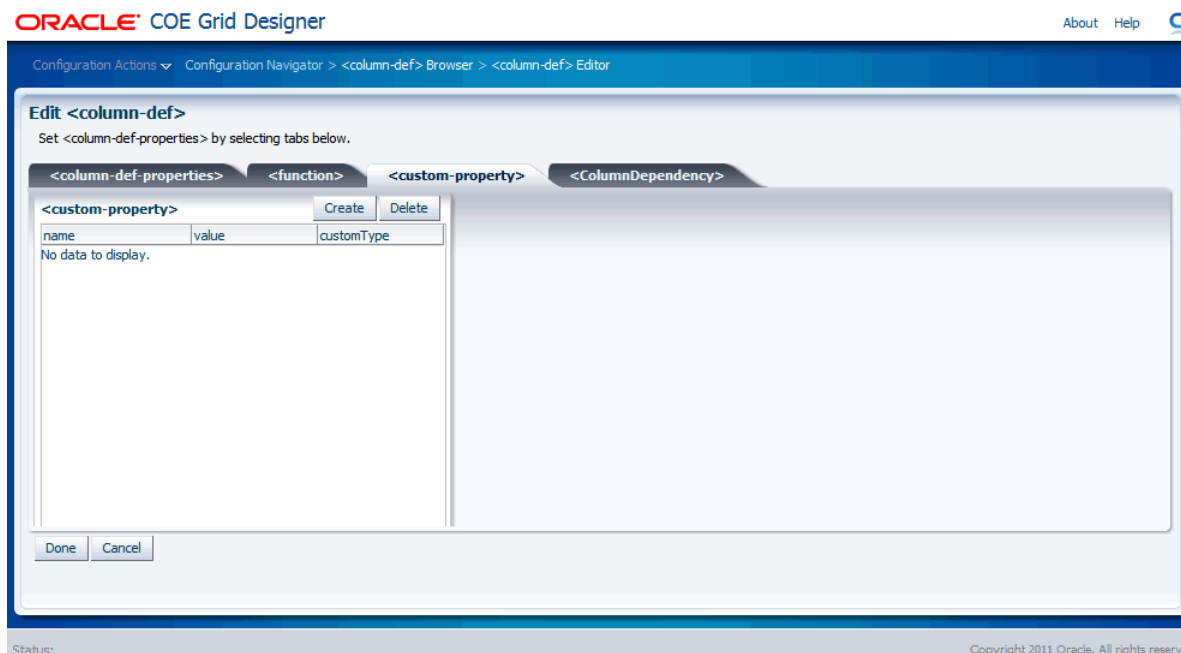 ORACLE COE Grid Designer
About Help
Configuration Actions Configuration Navigator > <column-def> Browser > <column-def> Editor
Edit <column-def>
Set <column-def-properties> by selecting tabs below.
<column-def-properties> <function> <custom-property> <ColumnDependency>
<custom-property> Create Delete
name value customType
No data to display.
Done Cancel
Status:
Copyright 2011 Oracle. All rights reserv